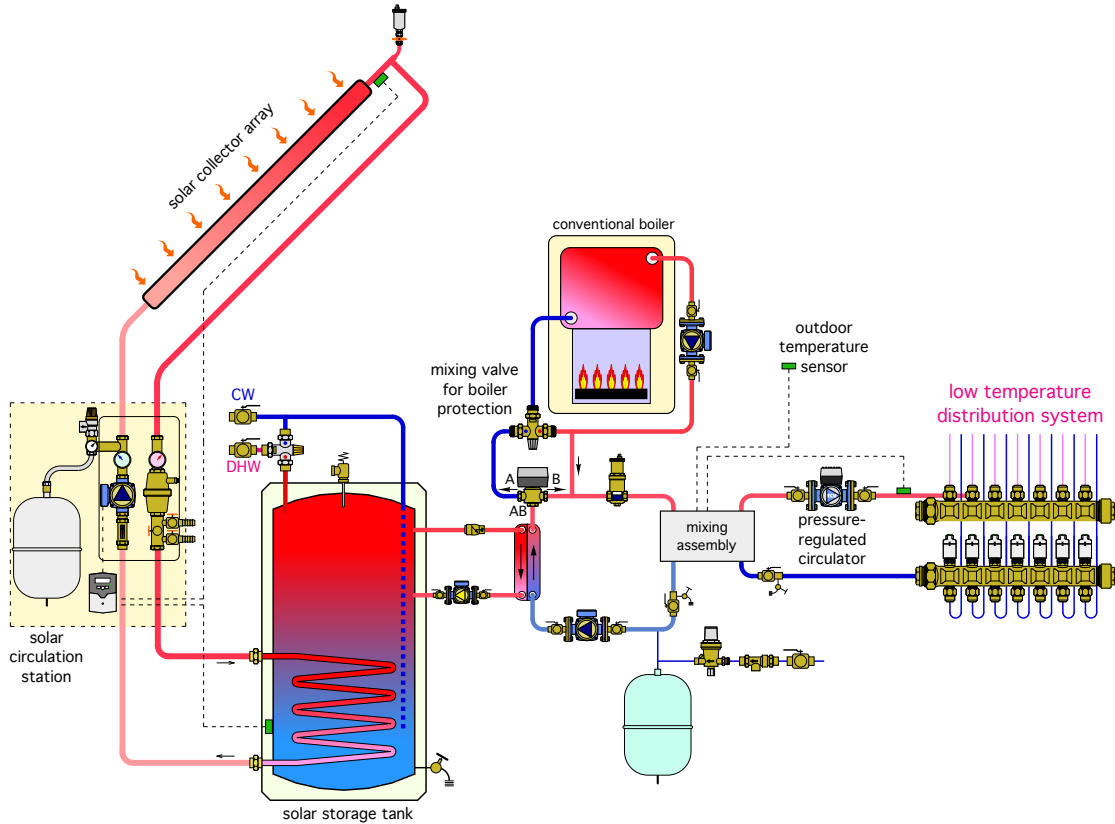 solar collector array
conventional boiler
outdoor
temperature
sensor
mixing valve
for boiler
protection
low temperature
distribution system
CW
DHW
A
B
AB
mixing
assembly
pressure-
regulated
circulator
solar
circulation
station
solar storage tank